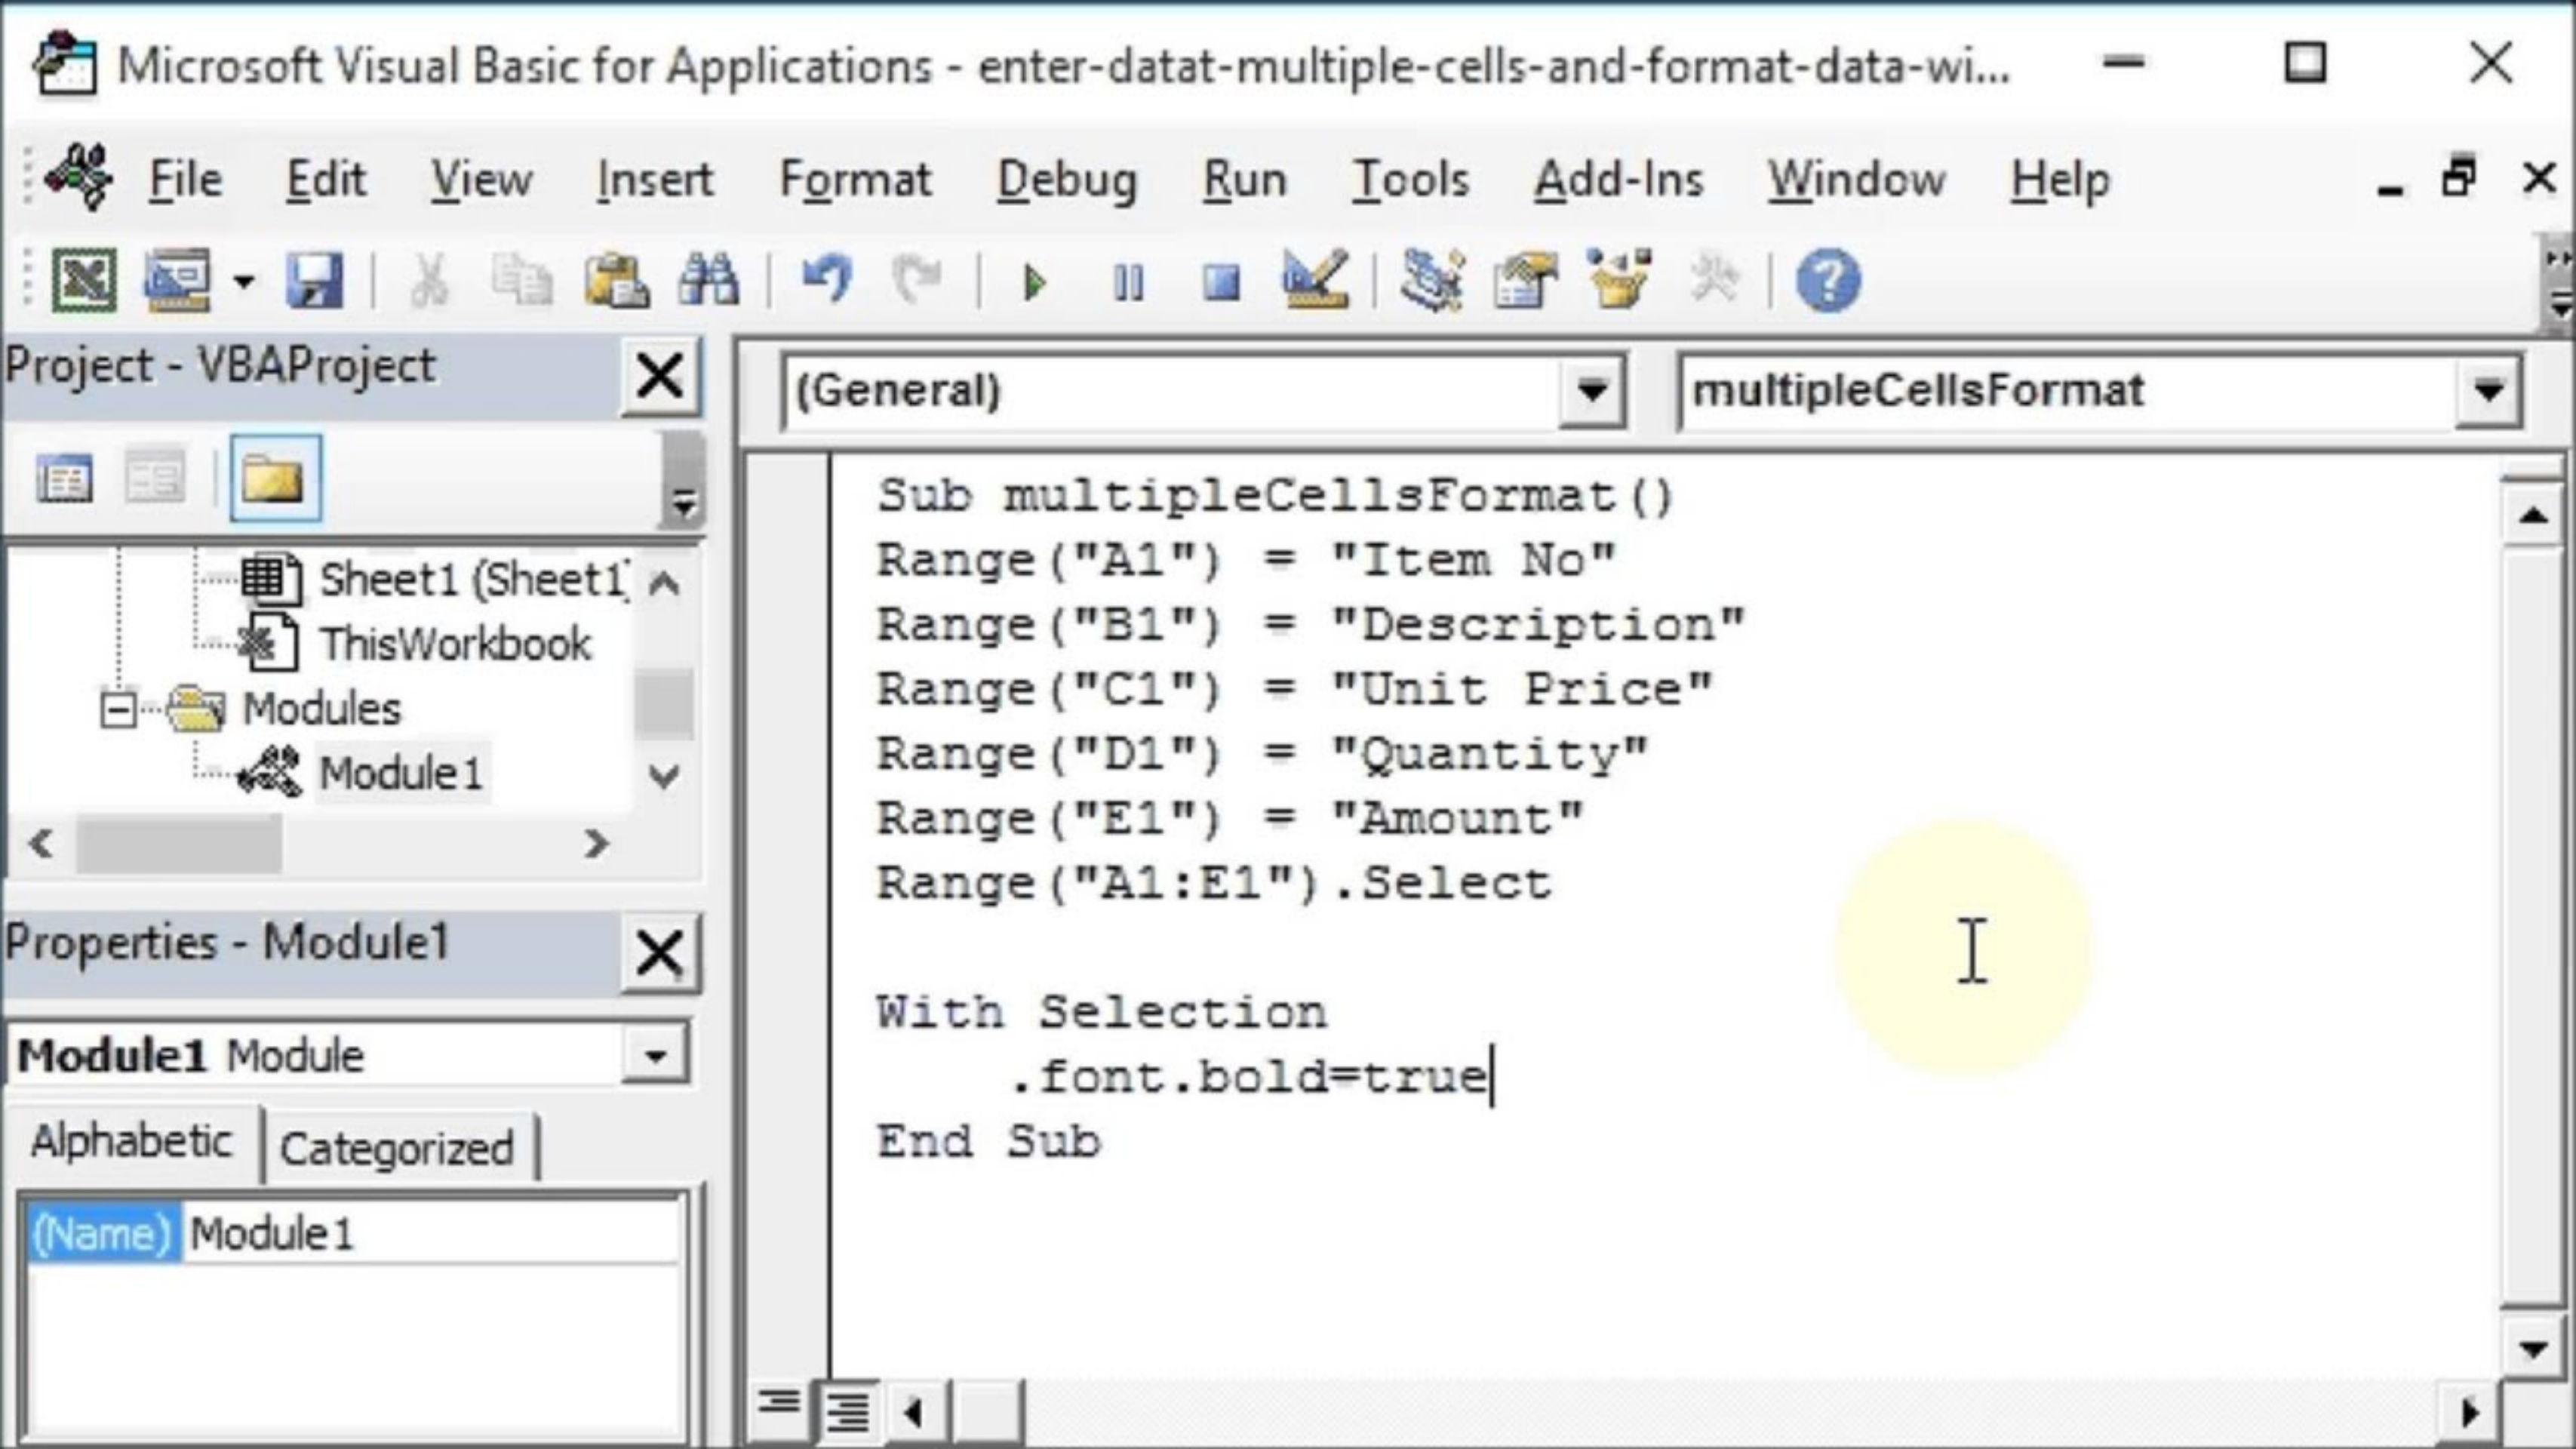 Microsoft Visual Basic for Applications - enter-datat-multiple-cells-and-format-data-wi...
File Edit View Insert Format Debug Run Tools Add-Ins Window Help
Project - VBAProject
(General) multipleCellsFormat
Sheet1 (Sheet1)
ThisWorkbook
Modules
Module1
Properties - Module1
Module1 Module
Alphabetic Categorized
(Name) Module1
Sub multipleCellsFormat()
Range("A1") = "Item No"
Range("B1") = "Description"
Range("C1") = "Unit Price"
Range("D1") = "Quantity"
Range("E1") = "Amount"
Range("A1:E1").Select
With Selection
.font.bold=true
End Sub